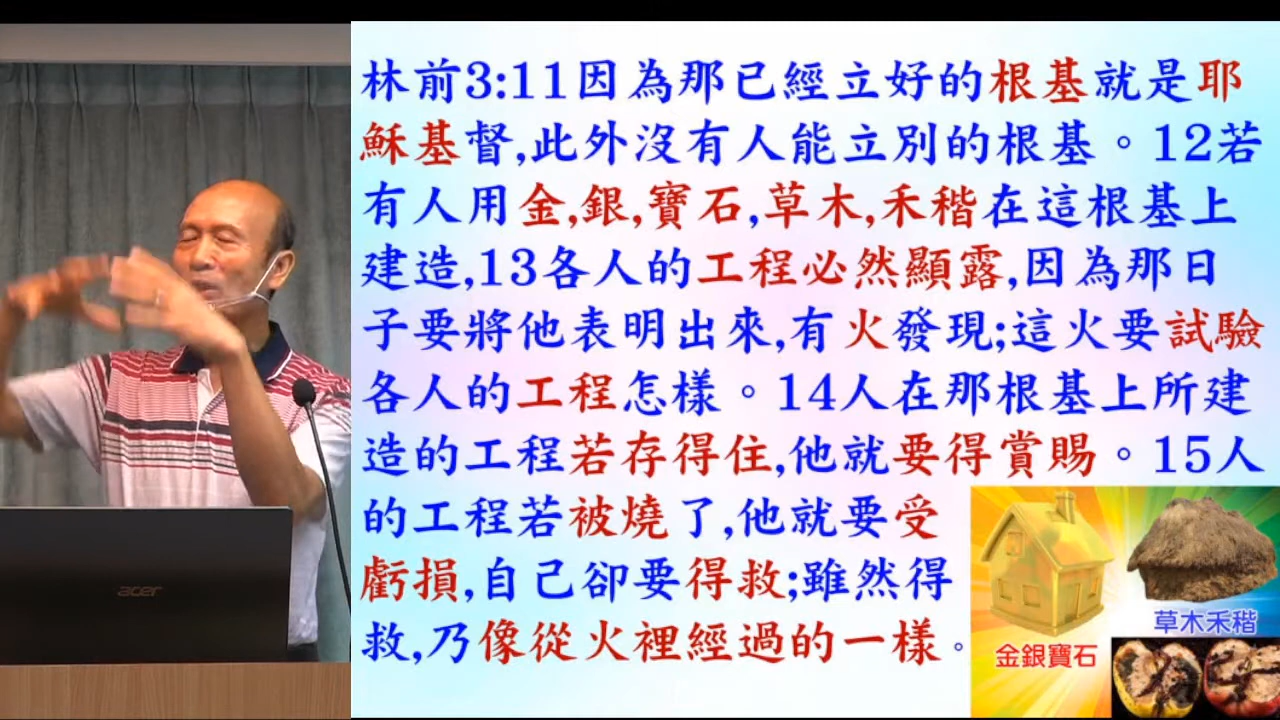 林前3:11因為那已經立好的根基就是耶
穌基督,此外沒有人能立別的根基。12若
有人用金,銀,寶石,草木,禾稭在這根基上
建造,13各人的工程必然顯露,因為那日
子要將他表明出來,有火發現;這火要試驗
各人的工程怎樣。14人在那根基上所建
造的工程若存得住,他就要得賞賜。15人
的工程若被燒了,他就要受
虧損,自己卻要得救;雖然得
救,乃像從火裡經過的一樣。
草木禾稭
金銀寶石
acer